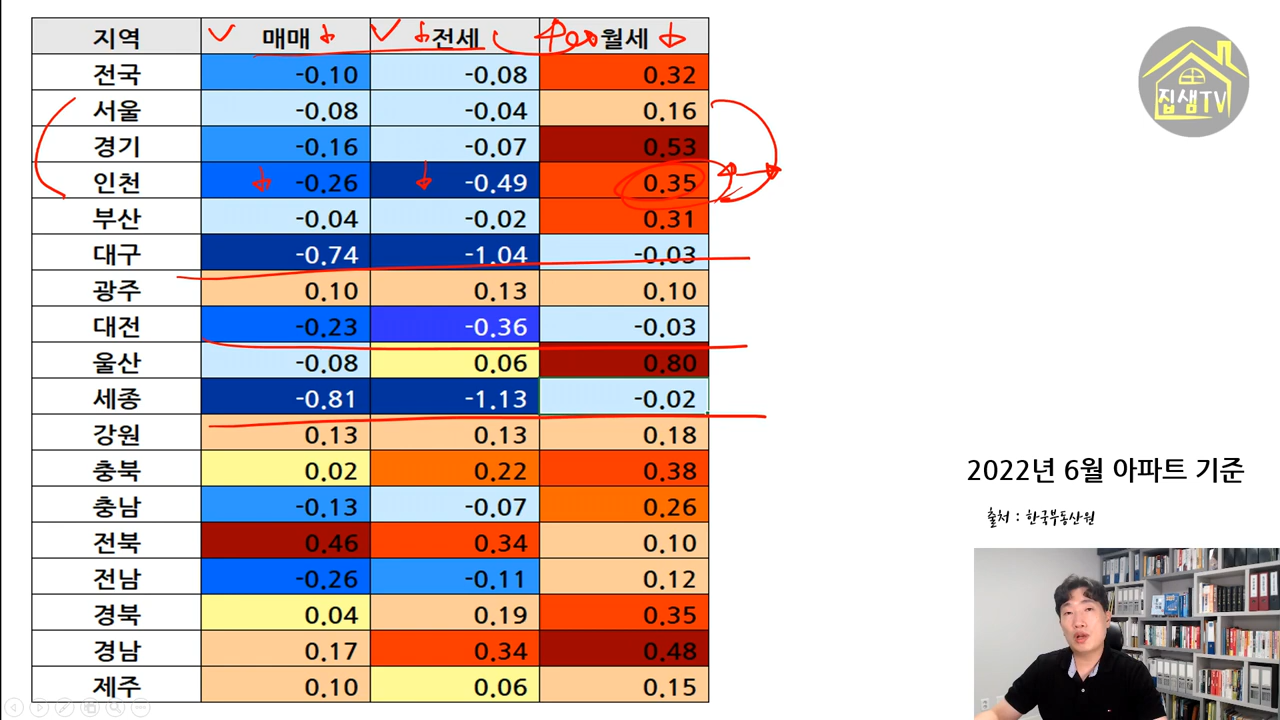 지역 매매 전세 월세
전국 -0.10 -0.08 0.32
서울 -0.08 -0.04 0.16
경기 -0.16 -0.07 0.53
인천 -0.26 -0.49 0.35
부산 -0.04 -0.02 0.31
대구 -0.74 -1.04 -0.03
광주 0.10 0.13 0.10
대전 -0.23 -0.36 -0.03
울산 -0.08 0.06 0.80
세종 -0.81 -1.13 -0.02
강원 0.13 0.13 0.18
충북 0.02 0.22 0.38
충남 -0.13 -0.07 0.26
전북 0.46 0.34 0.10
전남 -0.26 -0.11 0.12
경북 0.04 0.19 0.35
경남 0.17 0.34 0.48
제주 0.10 0.06 0.15
집샘TV
2022년 6월 아파트 기준
출처 : 한국부동산원